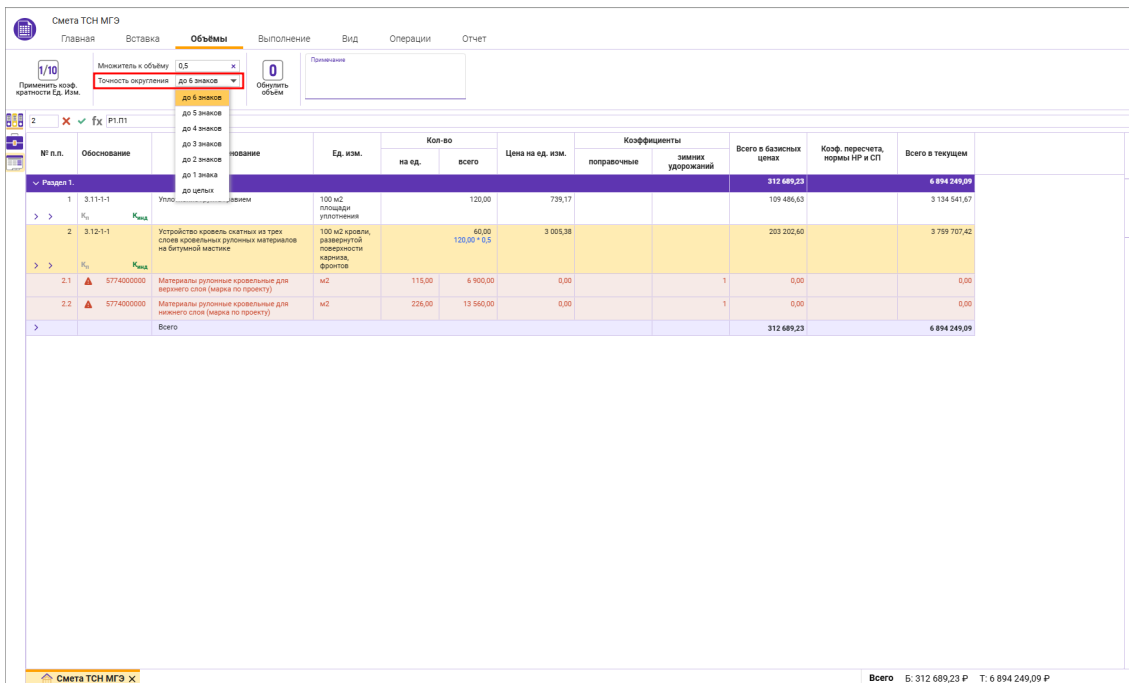 Смета ТСН МГЭ
Главная Вставка Объёмы Выполнение Вид Операции Отчет
1/10
Применить коэф.
кратности Ед. Изм.
Множитель к объёму 0,5 x
Точность округления до 6 знаков
0
Обнулить
объём
Примечание
до 6 знаков
до 5 знаков
до 4 знаков
до 3 знаков
до 2 знаков
до 1 знака
до целых
2 fx Р1.П1
№ п.п. Обоснование нование Ед. изм. Кол-во на ед. всего Цена на ед. изм. Коэффициенты поправочные зимних удорожаний Всего в базисных ценах Коэф. пересчета, нормы НР и СП Всего в текущем
Раздел 1. 312 689,23 6 894 249,09
1 3.11-1-1 Упло авием 100 м2 120,00 739,17 109 486,63 3 134 541,67
площади
уплотнения
Кп Кинд
2 3.12-1-1 Устройство кровель скатных из трех 100 м2 кровли, 60,00 3 005,38 203 202,60 3 759 707,42
слоев кровельных рулонных материалов развернутой 120,00 * 0,5
на битумной мастике поверхности
карниза,
Кп Кинд фронтов
2.1 5774000000 Материалы рулонные кровельные для м2 115,00 6 900,00 0,00 1 0,00 0,00
верхнего слоя (марка по проекту)
2.2 5774000000 Материалы рулонные кровельные для м2 226,00 13 560,00 0,00 1 0,00 0,00
нижнего слоя (марка по проекту)
Всего 312 689,23 6 894 249,09
Смета ТСН МГЭ X Всего Б: 312 689,23 ₽ Т: 6 894 249,09 ₽